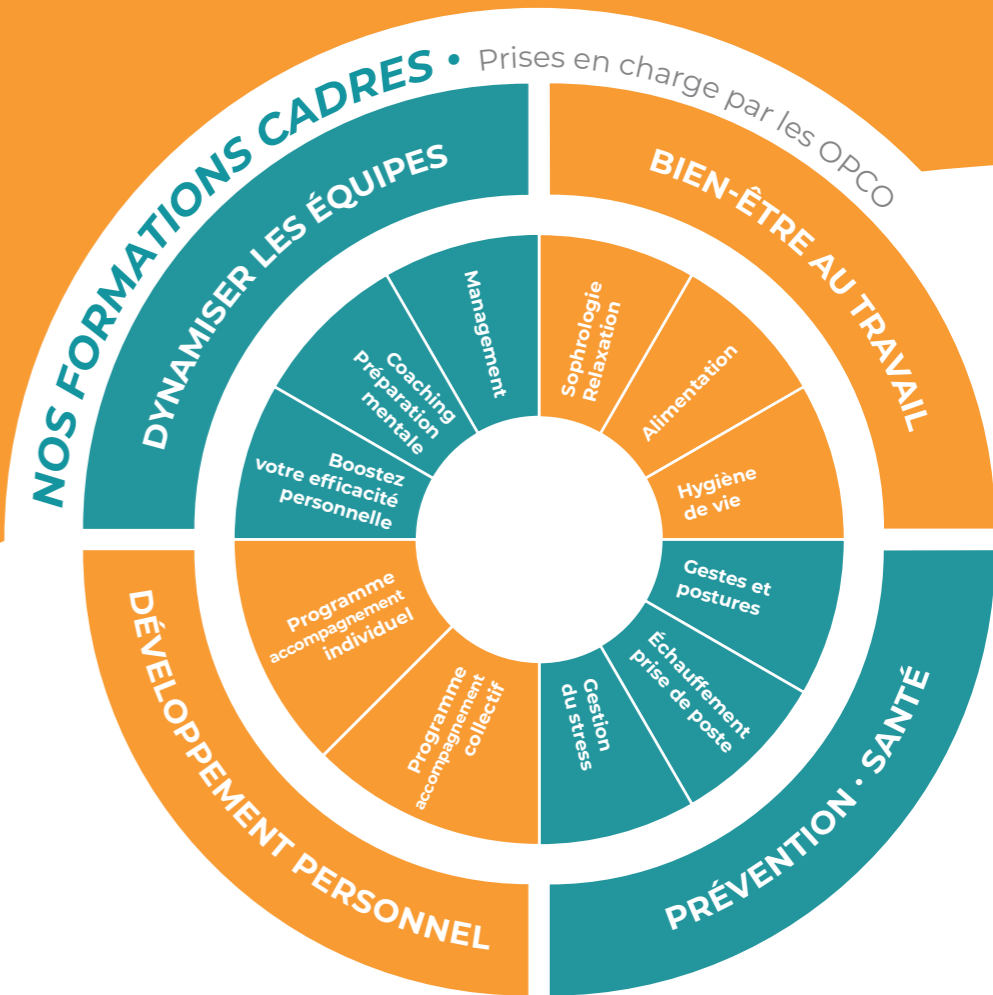 NOS FORMATIONS CADRES • Prises en charge par les OPCO
DYNAMISER LES ÉQUIPES
BIEN-ÊTRE AU TRAVAIL
Management
Coaching
Préparation
mentale
Boostez
votre efficacité
personnelle
Sophrologie
Relaxation
Alimentation
Hygiène
de vie
Gestes et
postures
Échauffement
prise de poste
Gestion
du stress
Programme
accompagnement
individuel
Programme
accompagnement
collectif
DÉVELOPPEMENT PERSONNEL
PRÉVENTION · SANTÉ